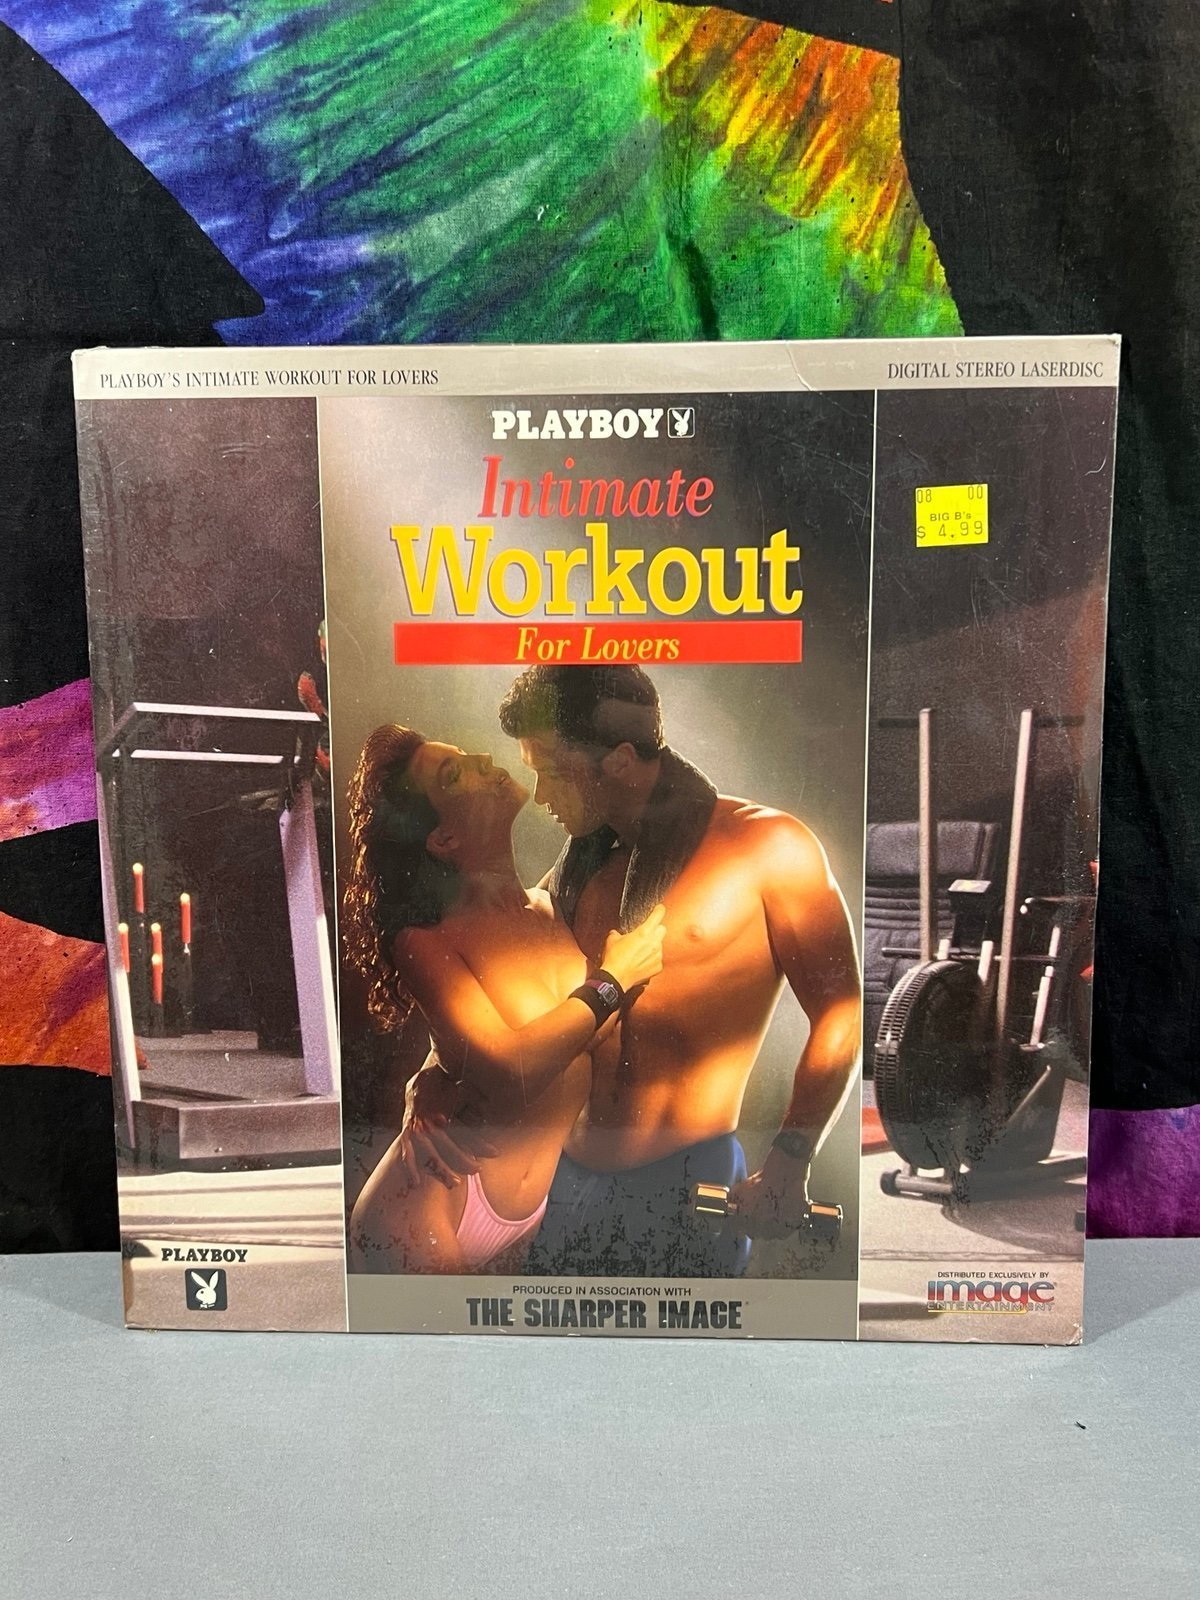 PLAYBOY'S INTIMATE WORKOUT FOR LOVERS
DIGITAL STEREO LASERDISC
PLAYBOY
Intimate
Workout
For Lovers
08 00
BIG B's
$ 4.99
PLAYBOY
PRODUCED IN ASSOCIATION WITH
THE SHARPER IMAGE
DISTRIBUTED EXCLUSIVELY BY
image
ENTERTAINMENT